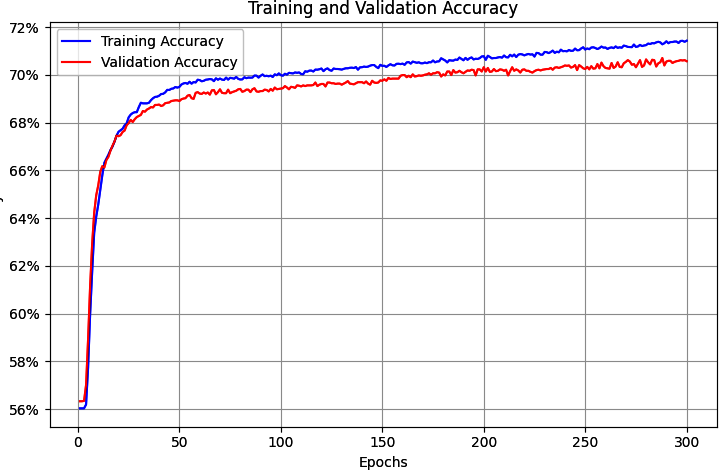 Training and Validation Accuracy
72%
Training Accuracy
Validation Accuracy
70%
68%
66%
64%
62%
60%
58%
56%
0 50 100 150 200 250 300
Epochs